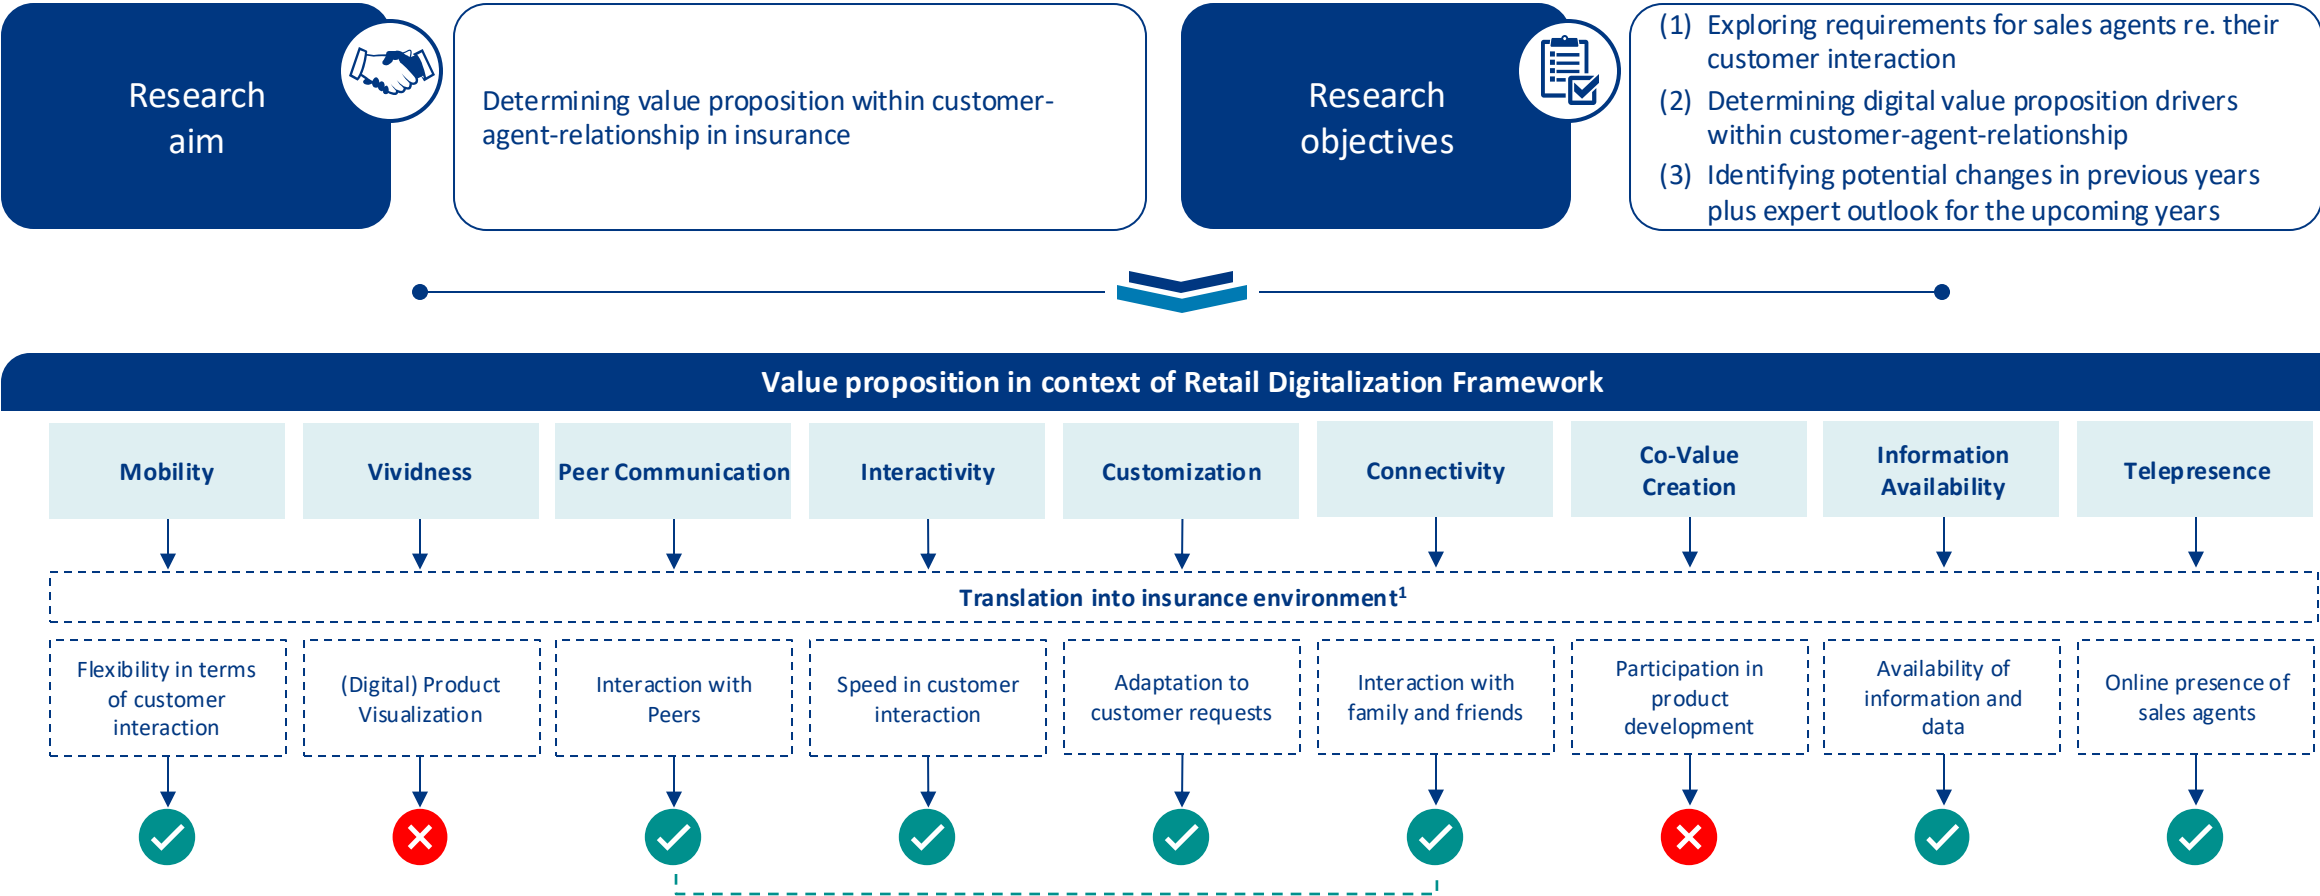 Research
aim
Determining value proposition within customer-
agent-relationship in insurance
Research
objectives
(1) Exploring requirements for sales agents re. their
customer interaction
(2) Determining digital value proposition drivers
within customer-agent-relationship
(3) Identifying potential changes in previous years
plus expert outlook for the upcoming years
Value proposition in context of Retail Digitalization Framework
Mobility
Vividness
Peer Communication
Interactivity
Customization
Connectivity
Co-Value
Creation
Information
Availability
Telepresence
Translation into insurance environment¹
Flexibility in terms
of customer
interaction
(Digital) Product
Visualization
Interaction with
Peers
Speed in customer
interaction
Adaptation to
customer requests
Interaction with
family and friends
Participation in
product
development
Availability of
information and
data
Online presence of
sales agents